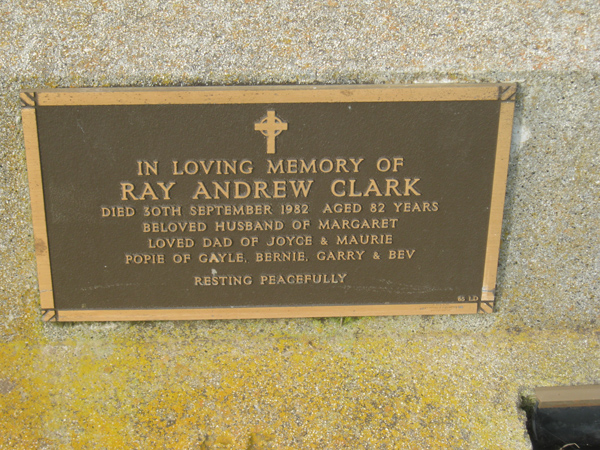 IN LOVING MEMORY OF
RAY ANDREW CLARK
DIED 30TH SEPTEMBER 1982 AGED 82 YEARS
BELOVED HUSBAND OF MARGARET
LOVED DAD OF JOYCE & MAURIE
POPIE OF GAYLE, BERNIE, GARRY & BEV
RESTING PEACEFULLY